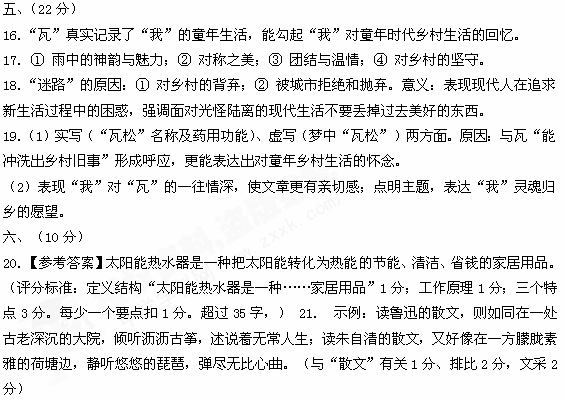 五、（22 分）
16.“瓦”真实记录了“我”的童年生活，能勾起“我”对童年时代乡村生活的回忆。
17. ① 雨中的神韵与魅力；② 对称之美；③ 团结与温情；④ 对乡村的坚守。
18.“迷路”的原因：① 对乡村的背弃；② 被城市拒绝和抛弃。意义：表现现代人在追求
新生活过程中的困惑，强调面对光怪陆离的现代生活不要丢掉过去美好的东西。
19.（1）实写（“瓦松”名称及药用功能）、虚写（梦中“瓦松”）两方面。原因：与瓦“能
冲洗出乡村旧事”形成呼应，更能表达出对童年乡村生活的怀念。
（2）表现“我”对“瓦”的一往情深，使文章更有亲切感；点明主题，表达“我”灵魂归
乡的愿望。
六、（10 分）
20.【参考答案】太阳能热水器是一种把太阳能转化为热能的节能、清洁、省钱的家居用品。
（评分标准：定义结构“太阳能热水器是一种……家居用品”1 分；工作原理 1 分；三个特
点 3 分。每少一个要点扣 1 分。超过 35 字，） 21. 示例：读鲁迅的散文，则如同在一处
古老深沉的大院，倾听沥沥古筝，述说着无常人生；读朱自清的散文，又好像在一方朦胧素
雅的荷塘边，静听悠悠的琵琶，弹尽无比心曲。（与“散文”有关 1 分、排比 2 分，文采 2
分）